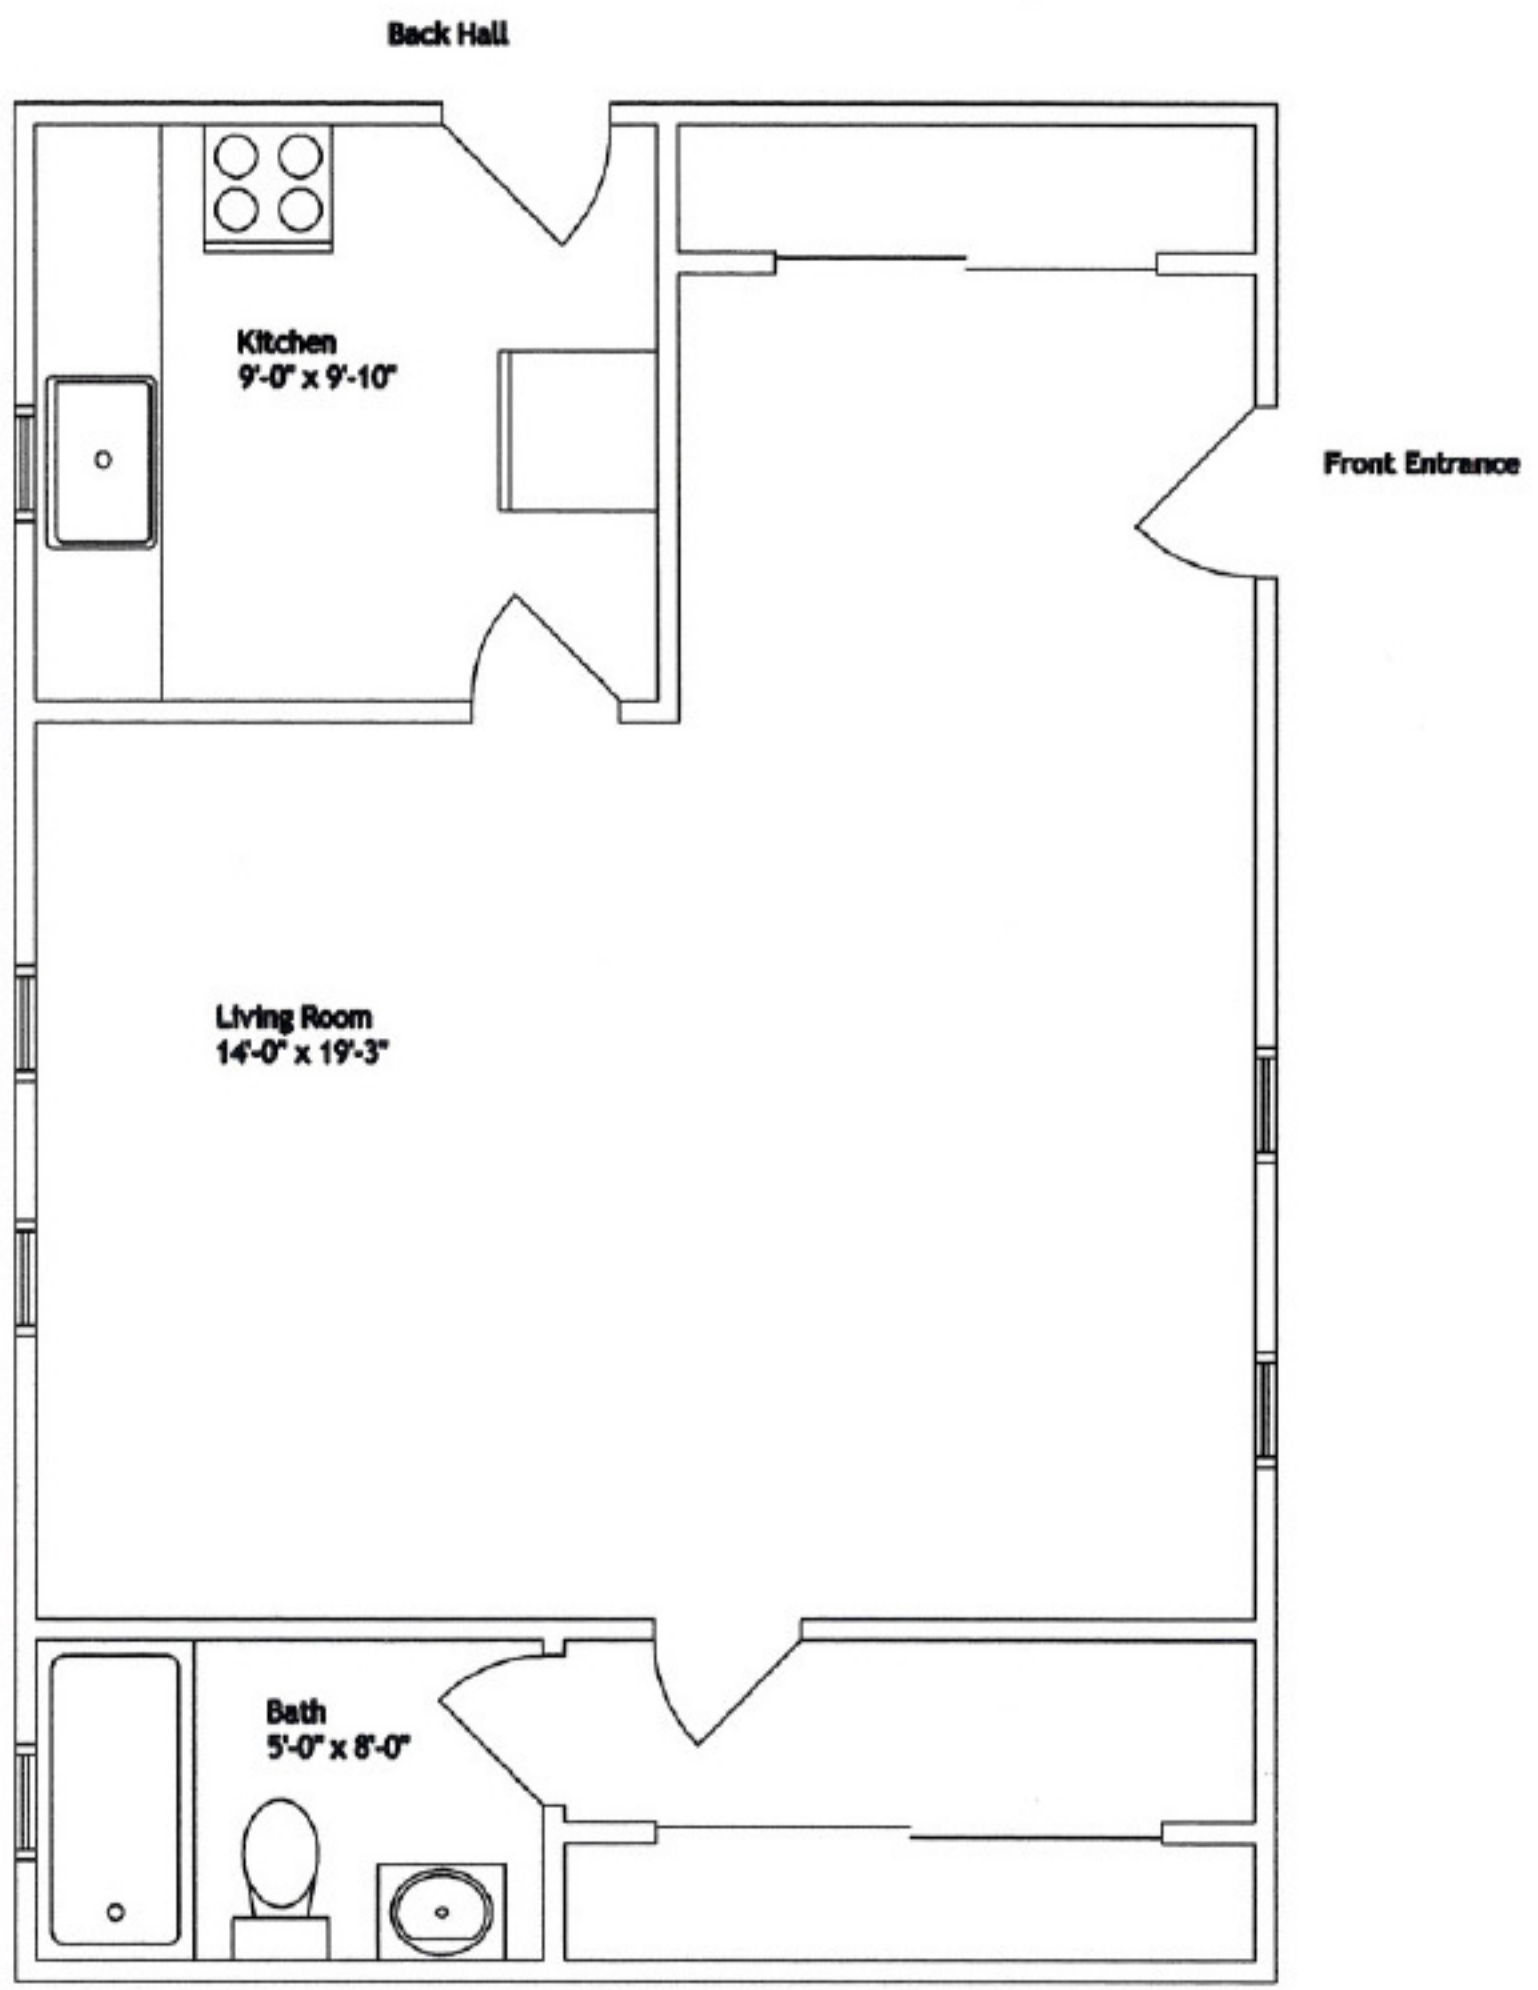 Back Hall
Kitchen
9'-0" x 9'-10"
Front Entrance
Living Room
14'-0" x 19'-3"
Bath
5'-0" x 8'-0"